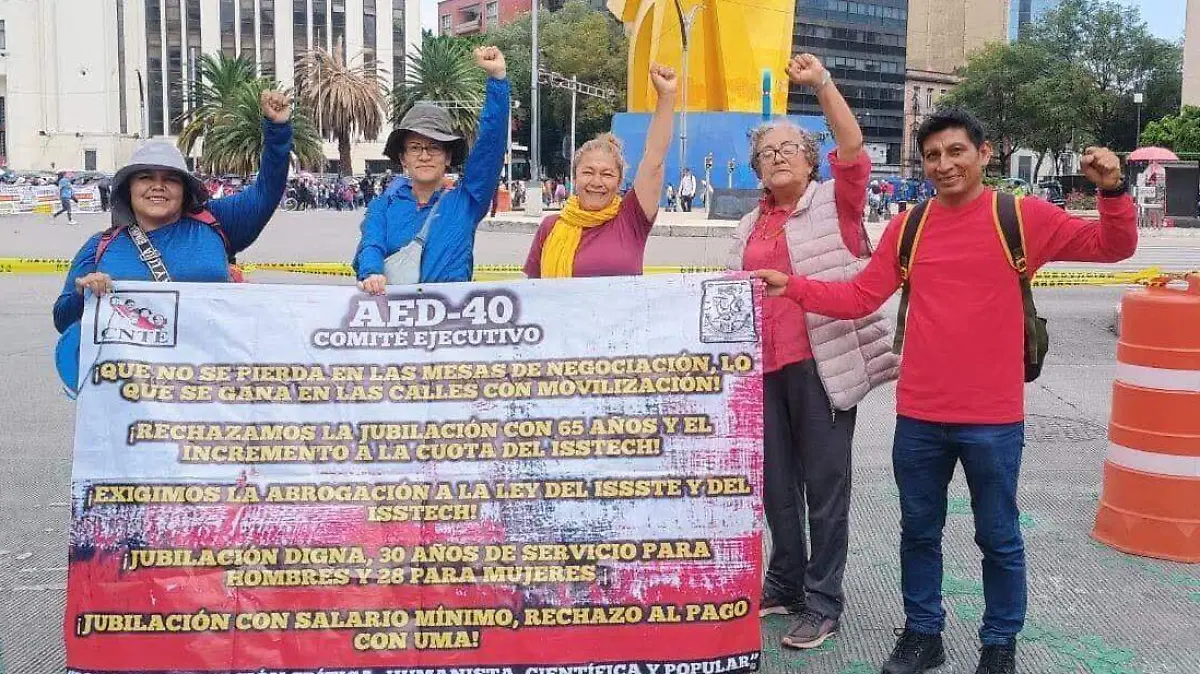 CNTE
AED-40
COMITÉ EJECUTIVO
¡QUE NO SE PIERDA EN LAS MESAS DE NEGOCIACIÓN, LO
QUE SE GANA EN LAS CALLES CON MOVILIZACIÓN!
¡RECHAZAMOS LA JUBILACIÓN CON 65 AÑOS Y EL
INCREMENTO A LA CUOTA DEL ISSTECH!
¡EXIGIMOS LA ABROGACIÓN A LA LEY DEL ISSSTE Y DEL
ISSTECH!
¡JUBILACIÓN DIGNA, 30 AÑOS DE SERVICIO PARA
HOMBRES Y 28 PARA MUJERES
¡JUBILACIÓN CON SALARIO MÍNIMO, RECHAZO AL PAGO
CON UMA!
HUMANISTA, CIENTÍFICA Y POPULAR"